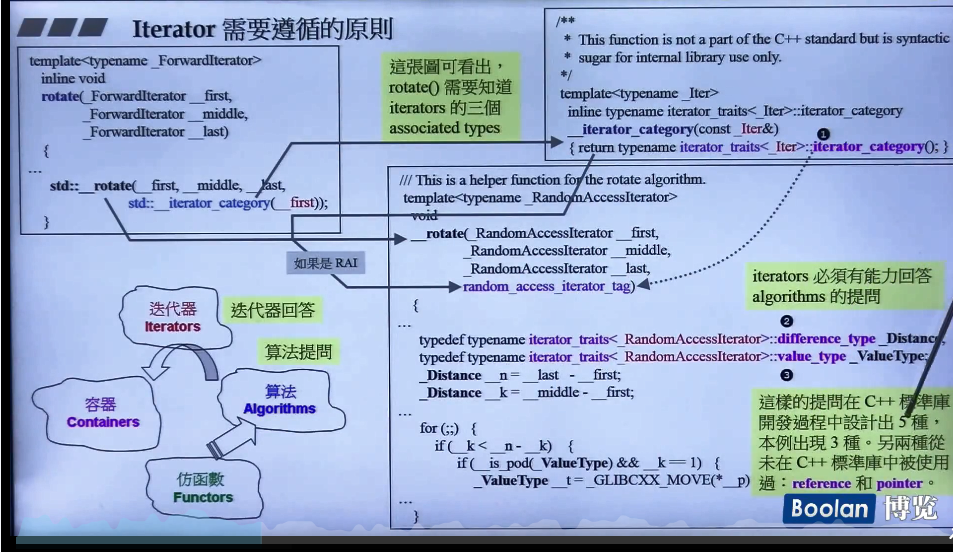 Iterator 需要遵循的原則
template<typename _ForwardIterator>
inline void
rotate(_ForwardIterator __first,
_ForwardIterator __middle,
_ForwardIterator __last)
{
...
std::__rotate(__first, __middle, __last,
std::__iterator_category(__first));
}
這張圖可看出，
rotate() 需要知道
iterators 的三個
associated types
/**
* This function is not a part of the C++ standard but is syntactic
* sugar for internal library use only.
*/
template<typename _Iter>
inline typename iterator_traits<_Iter>::iterator_category
__iterator_category(const _Iter&)
❶
{ return typename iterator_traits<_Iter>::iterator_category(); }
/// This is a helper function for the rotate algorithm.
template<typename _RandomAccessIterator>
void
__rotate(_RandomAccessIterator __first,
_RandomAccessIterator __middle,
_RandomAccessIterator __last,
random_access_iterator_tag)
{
...
❷
typedef typename iterator_traits<_RandomAccessIterator>::difference_type _Distance;
typedef typename iterator_traits<_RandomAccessIterator>::value_type _ValueType;
❸
_Distance __n = __last - __first;
_Distance __k = __middle - __first;
...
for (;;) {
if (__k < __n - __k) {
if (__is_pod(_ValueType) && __k == 1) {
_ValueType __t = _GLIBCXX_MOVE(*__p)
...
}
如果是 RAI
iterators 必須有能力回答
algorithms 的提問
這樣的提問在 C++ 標準庫
開發過程中設計出 5 種，
本例出現 3 種。另兩種從
未在 C++ 標準庫中被使用
過：reference 和 pointer。
迭代器
Iterators
迭代器回答
算法提問
容器
Containers
算法
Algorithms
仿函數
Functors
Boolan 博览